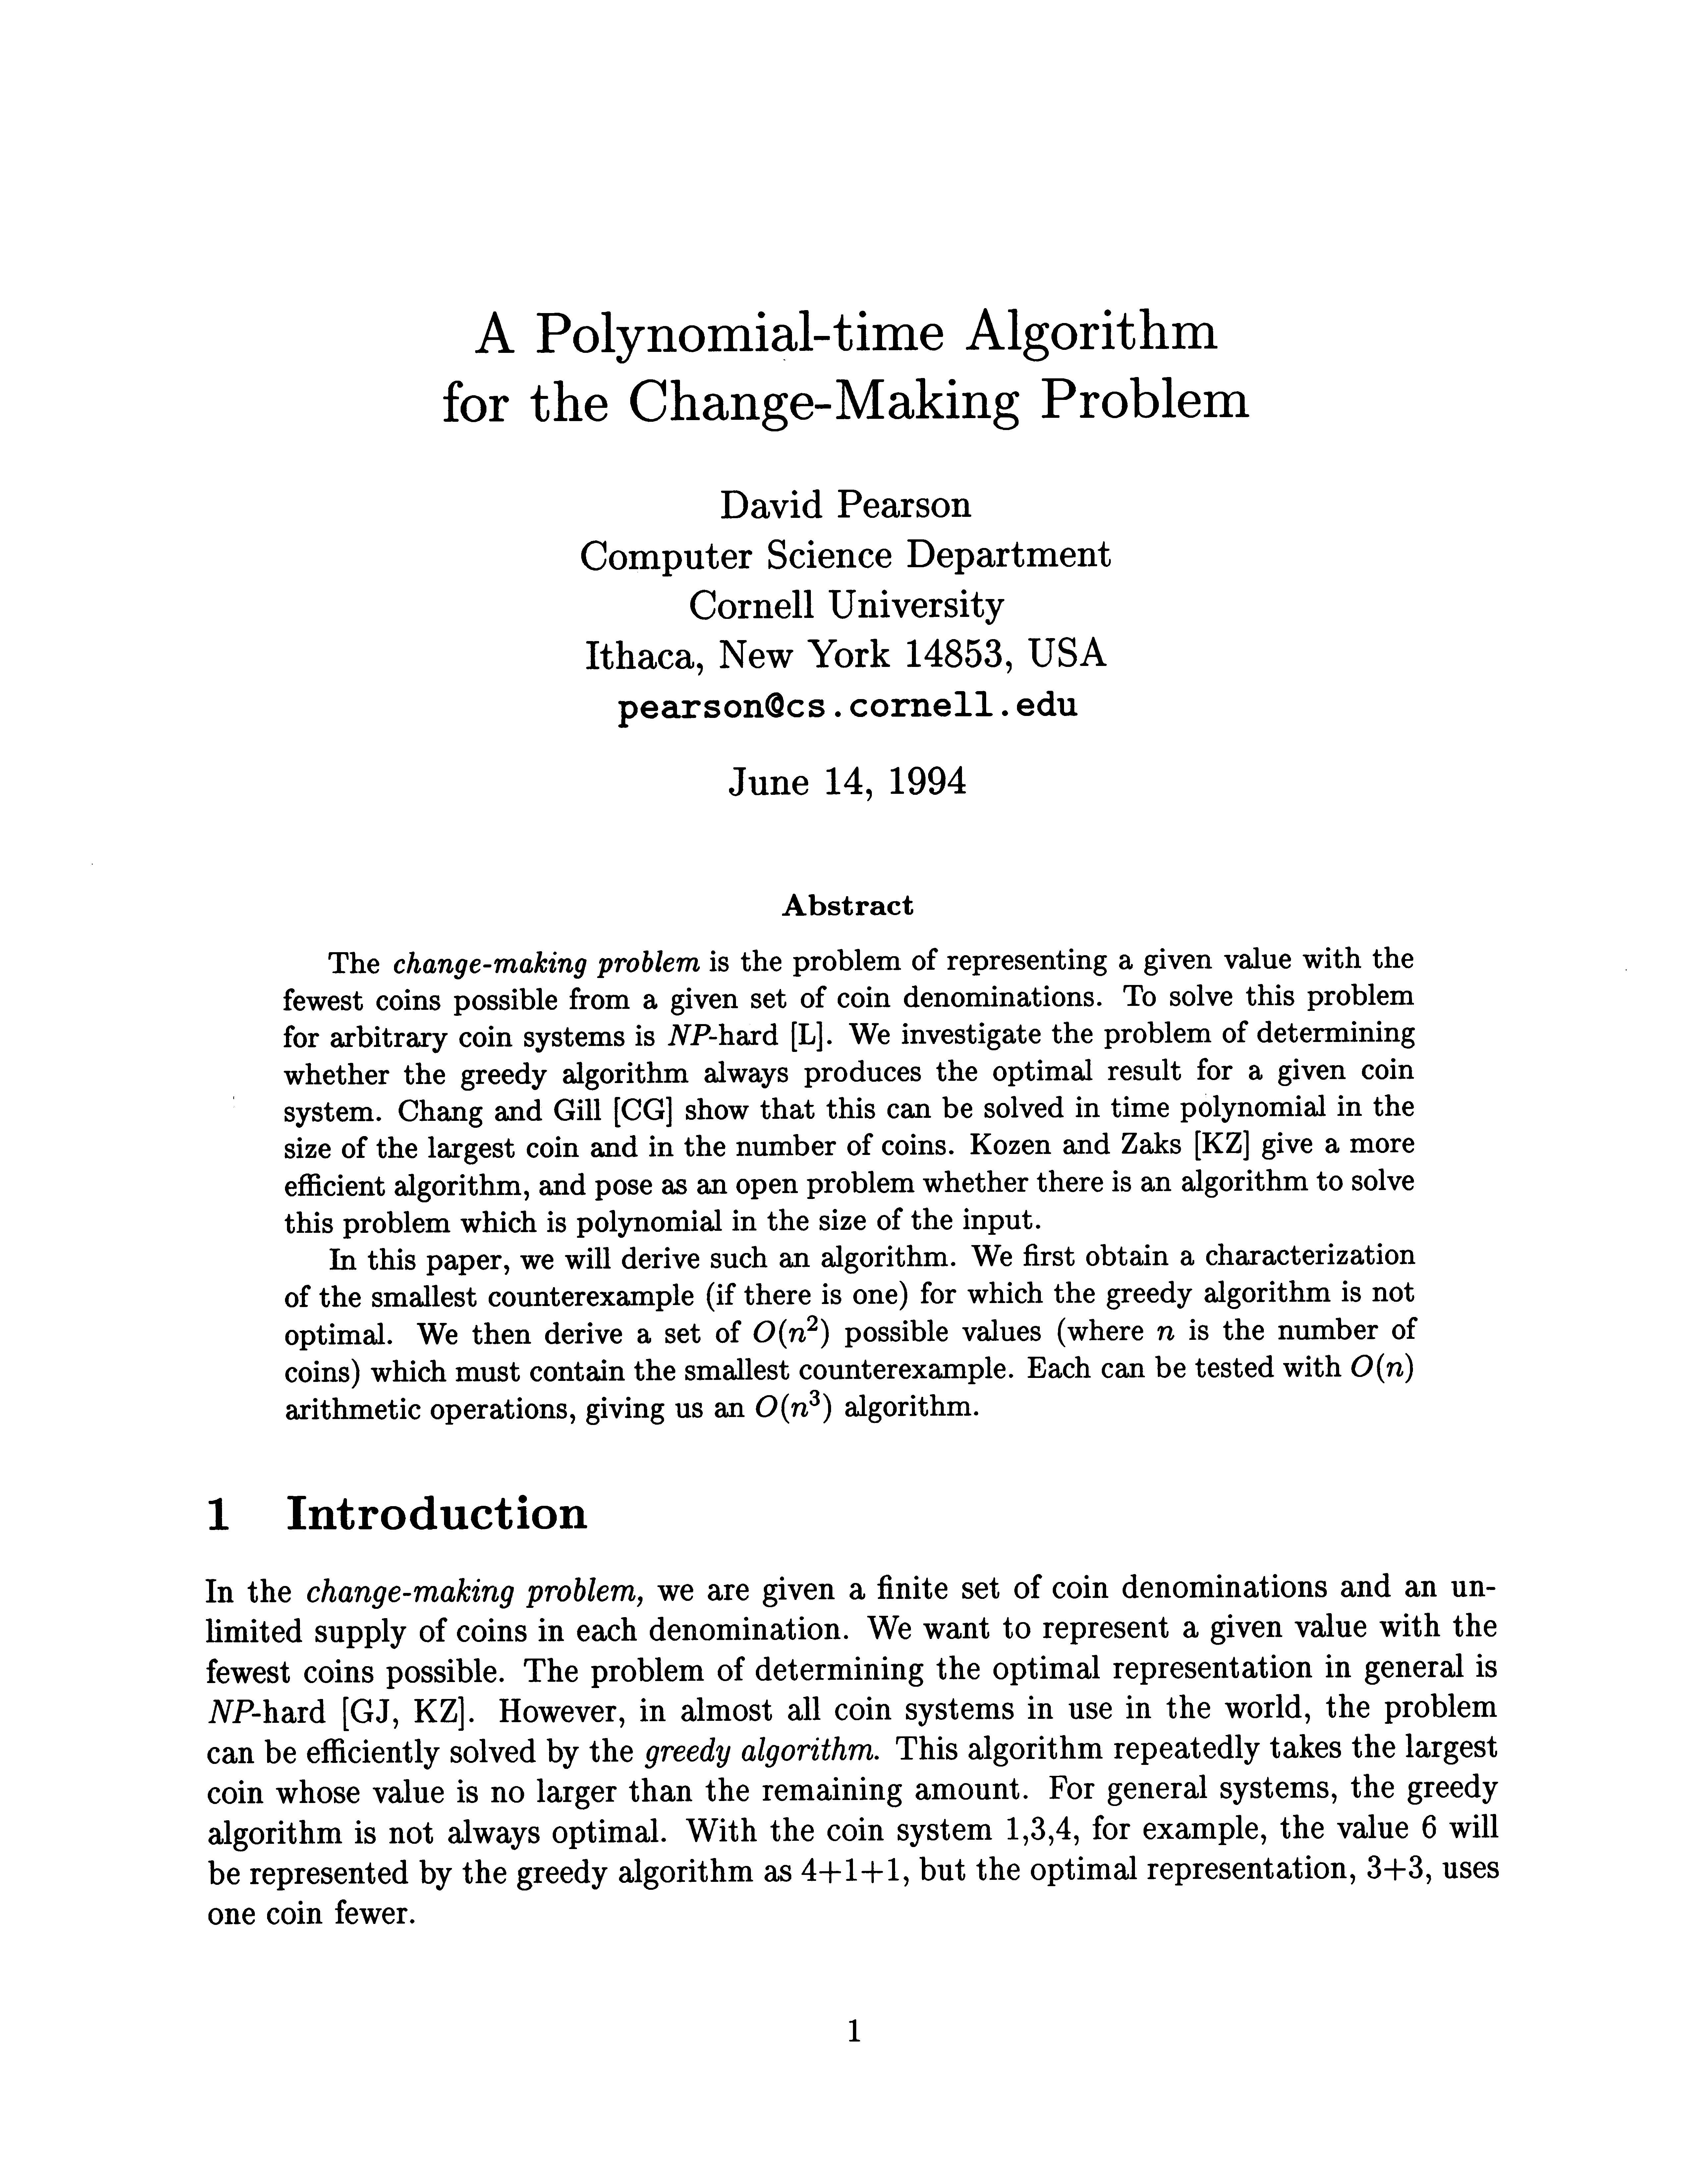 A Polynomial-time Algorithm
for the Change-Making Problem
David Pearson
Computer Science Department
Cornell University
Ithaca, New York 14853, USA
pearson@cs.cornell.edu
June 14, 1994
Abstract
The change-making problem is the problem of representing a given value with the
fewest coins possible from a given set of coin denominations. To solve this problem
for arbitrary coin systems is NP-hard [L]. We investigate the problem of determining
whether the greedy algorithm always produces the optimal result for a given coin
system. Chang and Gill [CG] show that this can be solved in time polynomial in the
size of the largest coin and in the number of coins. Kozen and Zaks [KZ] give a more
efficient algorithm, and pose as an open problem whether there is an algorithm to solve
this problem which is polynomial in the size of the input.
In this paper, we will derive such an algorithm. We first obtain a characterization
of the smallest counterexample (if there is one) for which the greedy algorithm is not
optimal. We then derive a set of O(n²) possible values (where n is the number of
coins) which must contain the smallest counterexample. Each can be tested with O(n)
arithmetic operations, giving us an O(n³) algorithm.
1 Introduction
In the change-making problem, we are given a finite set of coin denominations and an un-
limited supply of coins in each denomination. We want to represent a given value with the
fewest coins possible. The problem of determining the optimal representation in general is
NP-hard [GJ, KZ]. However, in almost all coin systems in use in the world, the problem
can be efficiently solved by the greedy algorithm. This algorithm repeatedly takes the largest
coin whose value is no larger than the remaining amount. For general systems, the greedy
algorithm is not always optimal. With the coin system 1,3,4, for example, the value 6 will
be represented by the greedy algorithm as 4+1+1, but the optimal representation, 3+3, uses
one coin fewer.
1